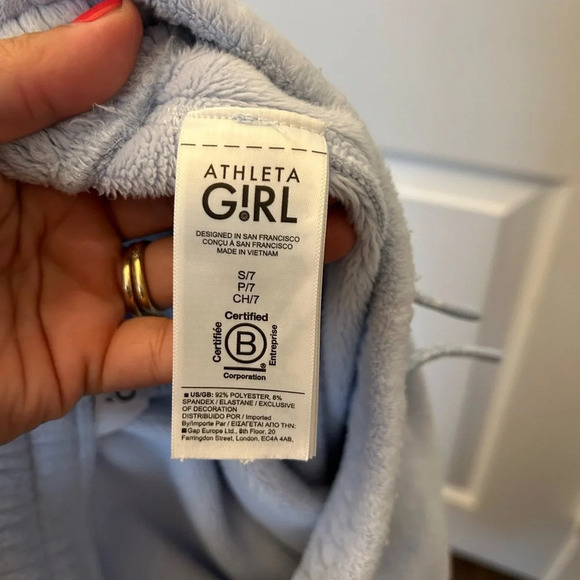 ATHLETA
G!RL
DESIGNED IN SAN FRANCISCO
CONÇU À SAN FRANCISCO
MADE IN VIETNAM
S/7
P/7
CH/7
Certified
Certifiée
B
Entreprise
Corporation
■ US/GB: 92% POLYESTER, 8%
SPANDEX / ELASTANE / EXCLUSIVE
OF DECORATION
DISTRIBUIDO POR / Imported
By/Importe Par / ΕΙΣΑΓΕΤΑΙ ΑΠΟ ΤΗΝ:
■ Gap Europe Ltd., 6th Floor, 20
Farringdon Street, London, EC4A 4AB,